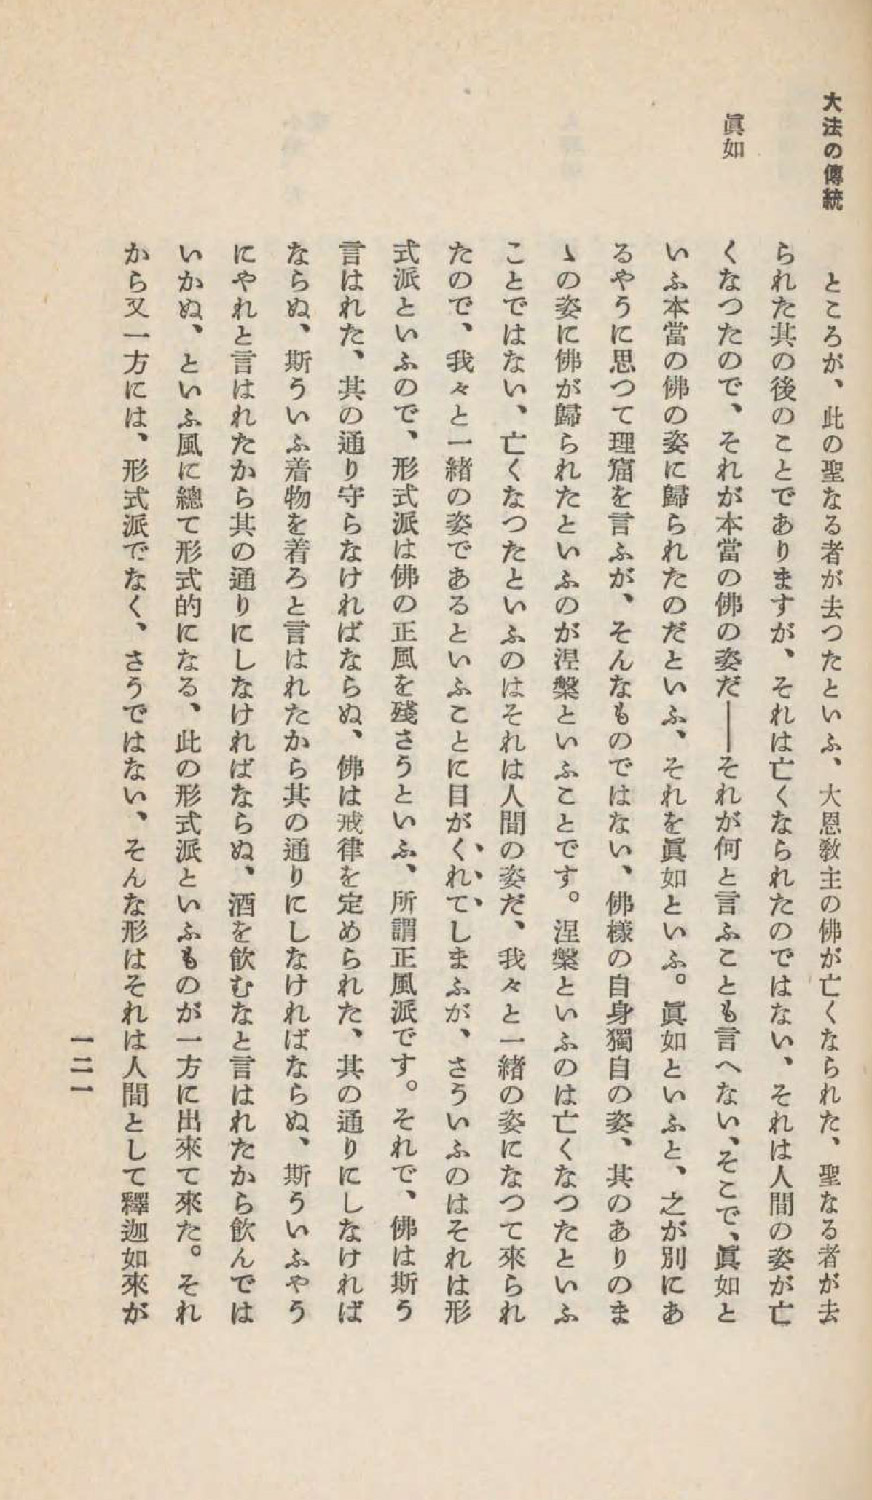 大法の傳統
眞如
ところが、此の聖なる者が去つたといふ、大恩敎主の佛が亡くなられた、聖なる者が去
られた其の後のことでありますが、それは亡くなられたのではない、それは人間の姿が亡
くなつたので、それが本當の佛の姿だ――それが何と言ふことも言へない、そこで、眞如と
いふ本當の佛の姿に歸られたのだといふ、それを眞如といふ。眞如といふと、之が別にあ
るやうに思つて理窟を言ふが、そんなものではない、佛樣の自身獨自の姿、其のありのま
ゝの姿に佛が歸られたといふのが涅槃といふことです。涅槃といふのは亡くなつたといふ
ことではない、亡くなつたといふのはそれは人間の姿だ、我々と一緒の姿になつて來られ
たので、我々と一緒の姿であるといふことに目がくれてしまふが、さういふのはそれは形
式派といふので、形式派は佛の正風を殘さうといふ、所謂正風派です。それで、佛は斯う
言はれた、其の通り守らなければならぬ、佛は戒律を定められた、其の通りにしなければ
ならぬ、斯ういふ着物を着ろと言はれたから其の通りにしなければならぬ、斯ういふやう
にやれと言はれたから其の通りにしなければならぬ、酒を飮むなと言はれたから飮んでは
いかぬ、といふ風に總て形式的になる、此の形式派といふものが一方に出來て來た。それ
から又一方には、形式派でなく、さうではない、そんな形はそれは人間として釋迦如來が
一二一